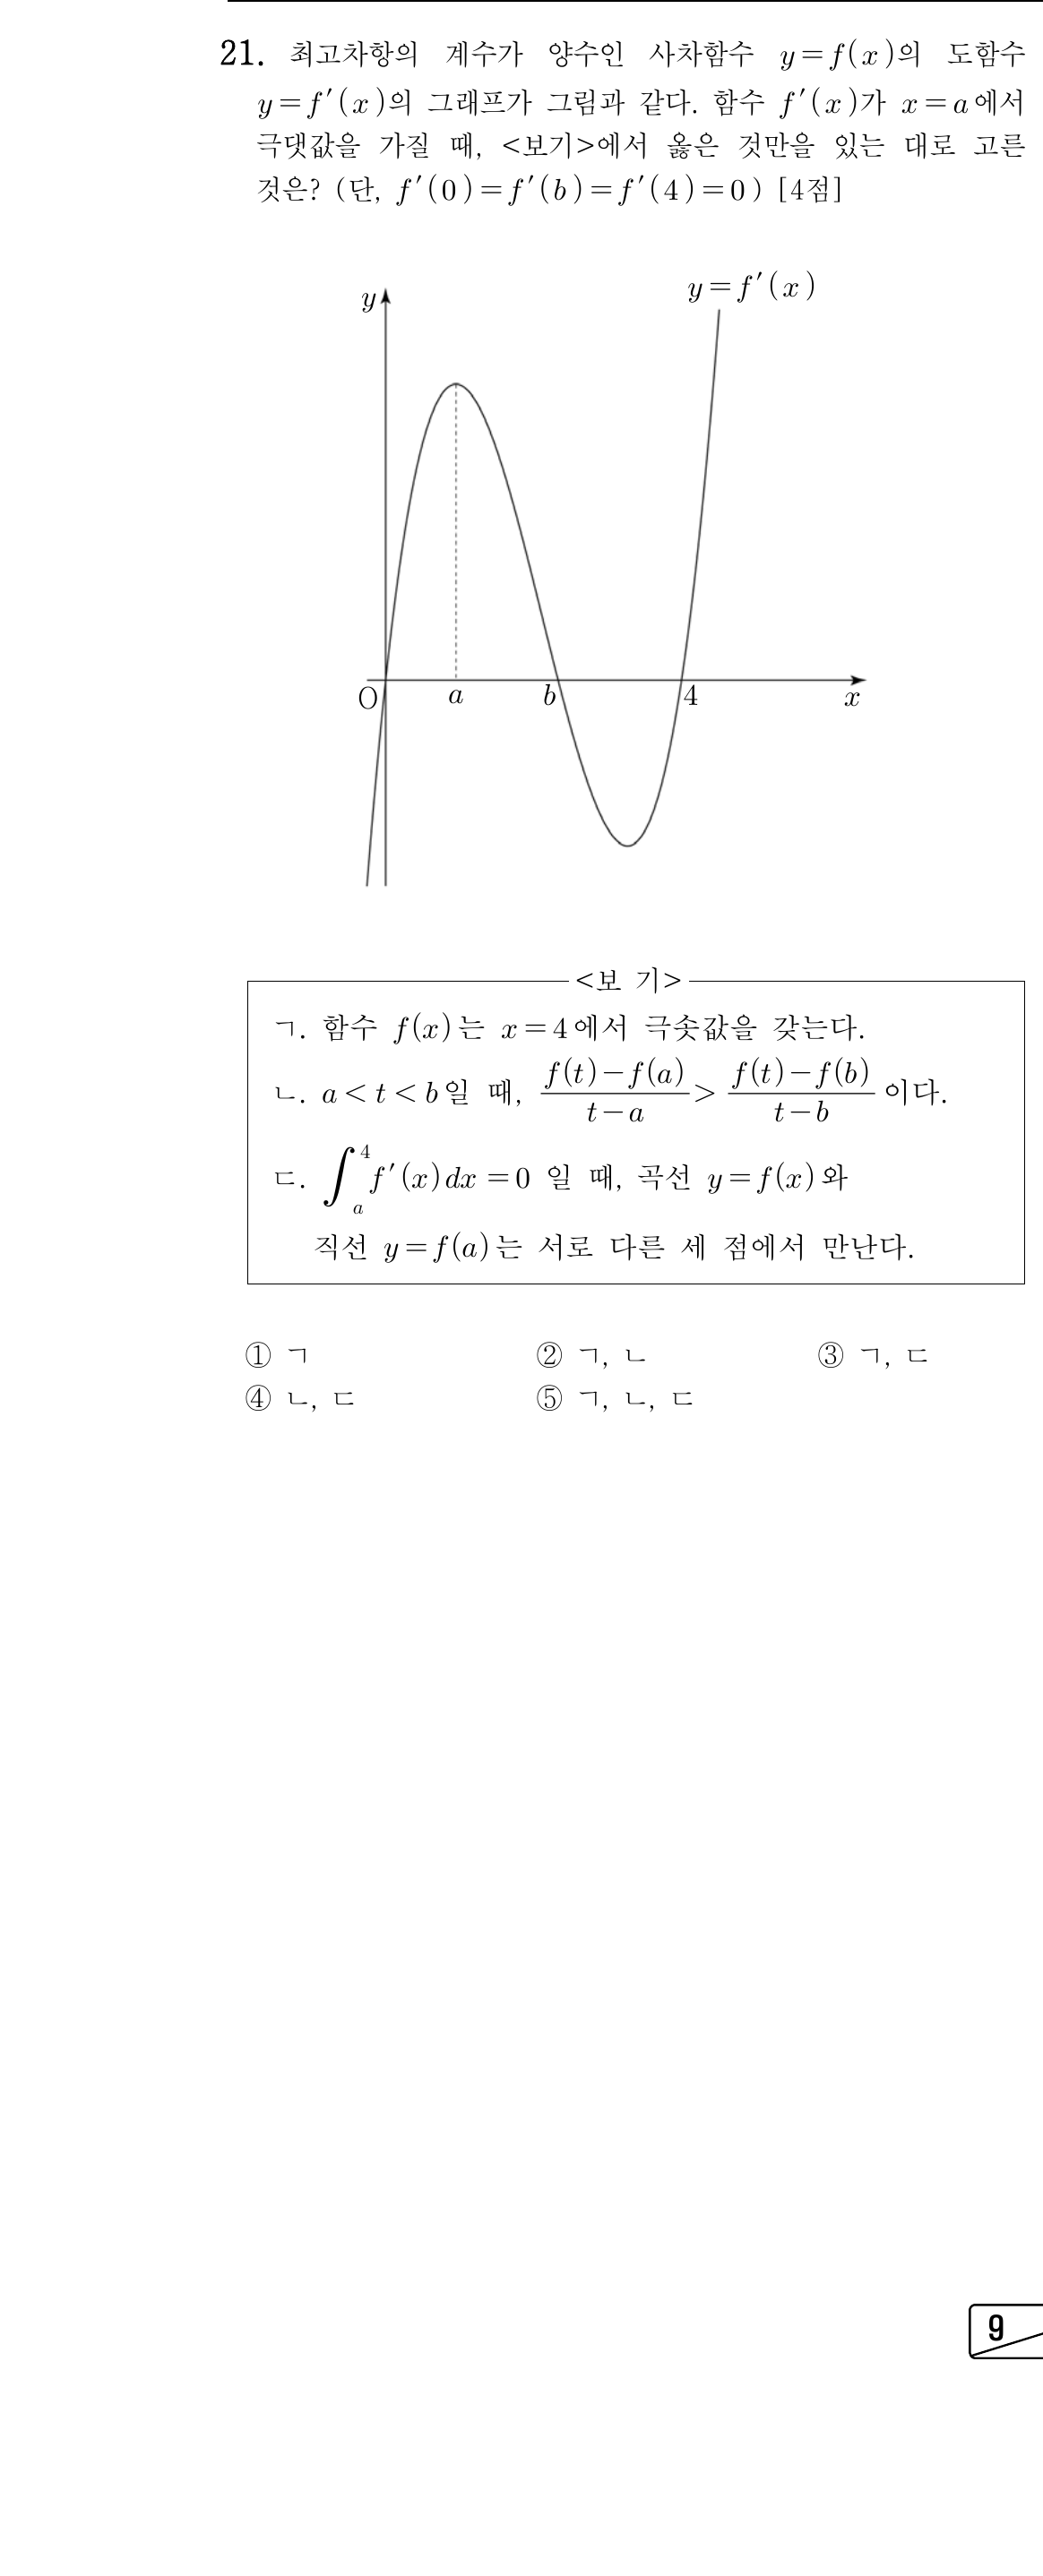 21. 최고차항의 계수가 양수인 사차함수 y=f(x)의 도함수
y=f′(x)의 그래프가 그림과 같다. 함수 f′(x)가 x=a에서
극댓값을 가질 때, <보기>에서 옳은 것만을 있는 대로 고른
것은? (단, f′(0)=f′(b)=f′(4)=0) [4점]
y=f′(x)
y
O a b 4 x
<보 기>
ㄱ. 함수 f(x)는 x=4에서 극솟값을 갖는다.
ㄴ. a<t<b일 때, \frac{f(t)-f(a)}{t-a} > \frac{f(t)-f(b)}{t-b} 이다.
ㄷ. \int_{a}^{4} f′(x)dx=0 일 때, 곡선 y=f(x)와
직선 y=f(a)는 서로 다른 세 점에서 만난다.
① ㄱ ② ㄱ, ㄴ ③ ㄱ, ㄷ
④ ㄴ, ㄷ ⑤ ㄱ, ㄴ, ㄷ
9